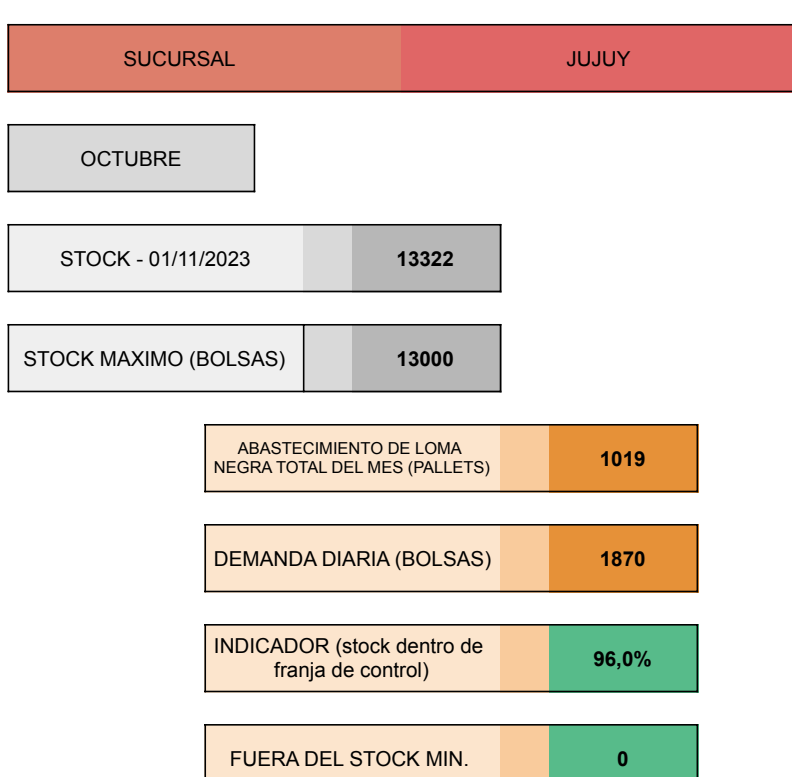 SUCURSAL JUJUY
OCTUBRE
STOCK - 01/11/2023 13322
STOCK MAXIMO (BOLSAS) 13000
ABASTECIMIENTO DE LOMA
NEGRA TOTAL DEL MES (PALLETS) 1019
DEMANDA DIARIA (BOLSAS) 1870
INDICADOR (stock dentro de
franja de control) 96,0%
FUERA DEL STOCK MIN. 0